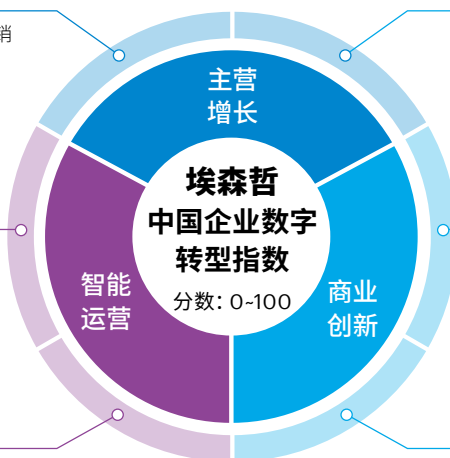 销
主营
增长
埃森哲
中国企业数字
转型指数
分数：0~100
智能
运营
商业
创新